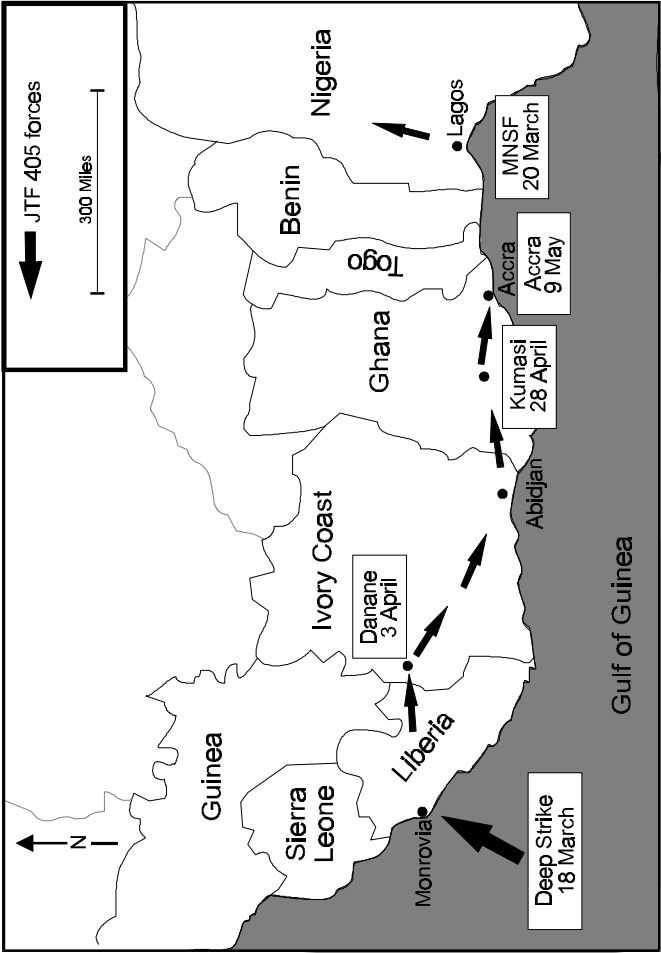 JTF 405 forces
300 Miles
N
Guinea
Sierra
Leone
Liberia
Monrovia
Deep Strike
18 March
Ivory Coast
Danane
3 April
Abidjan
Ghana
Kumasi
28 April
Togo
Accra
Accra
9 May
Benin
Nigeria
Lagos
MNSF
20 March
Gulf of Guinea